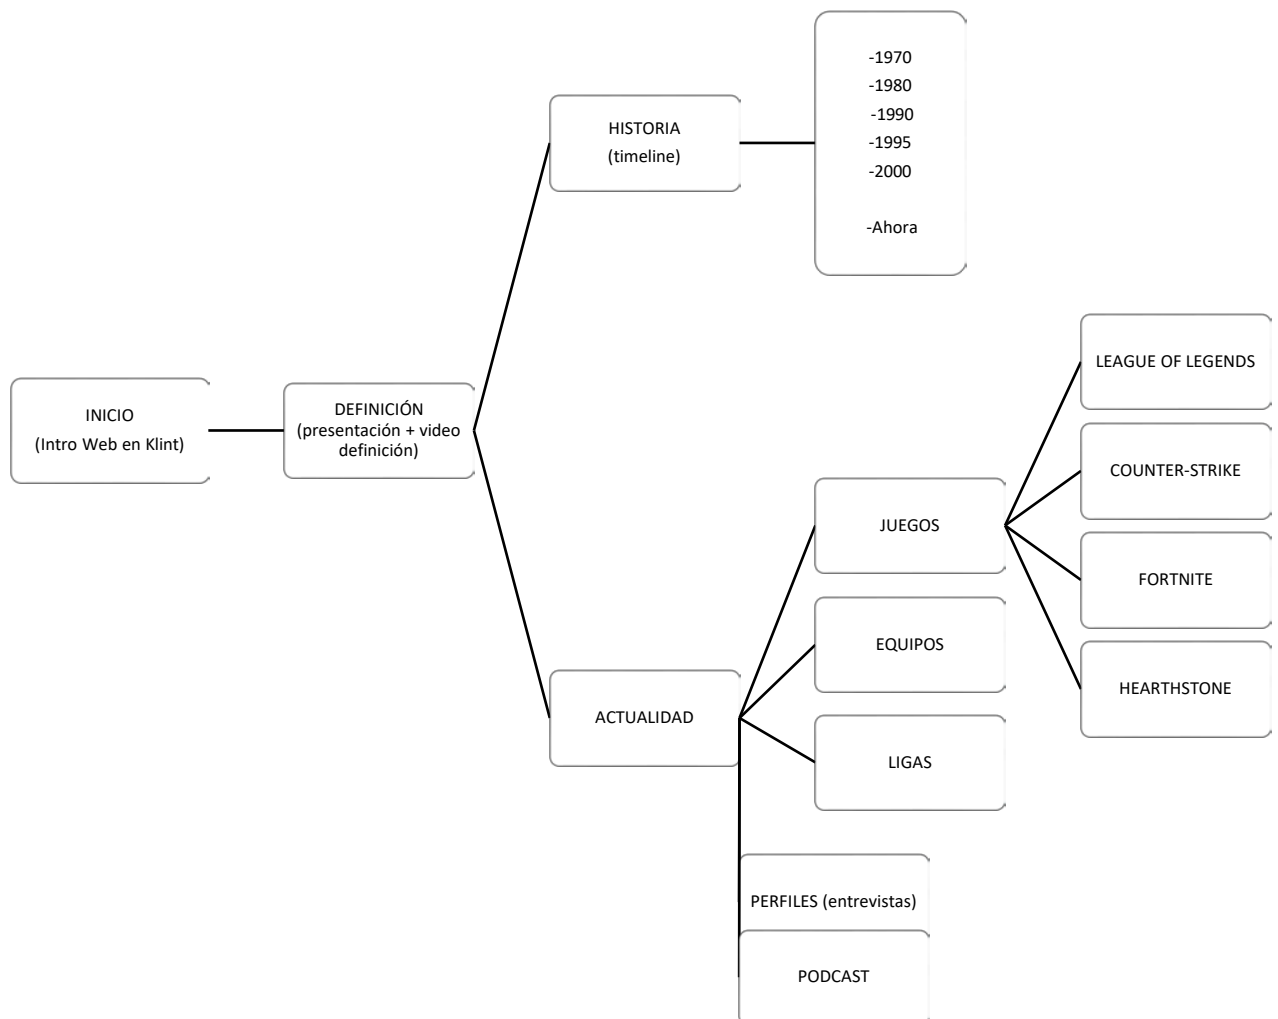 INICIO
(Intro Web en Klint)
DEFINICIÓN
(presentación + video
definición)
HISTORIA
(timeline)
-1970
-1980
-1990
-1995
-2000
-Ahora
ACTUALIDAD
JUEGOS
LEAGUE OF LEGENDS
COUNTER-STRIKE
FORTNITE
HEARTHSTONE
EQUIPOS
LIGAS
PERFILES (entrevistas)
PODCAST